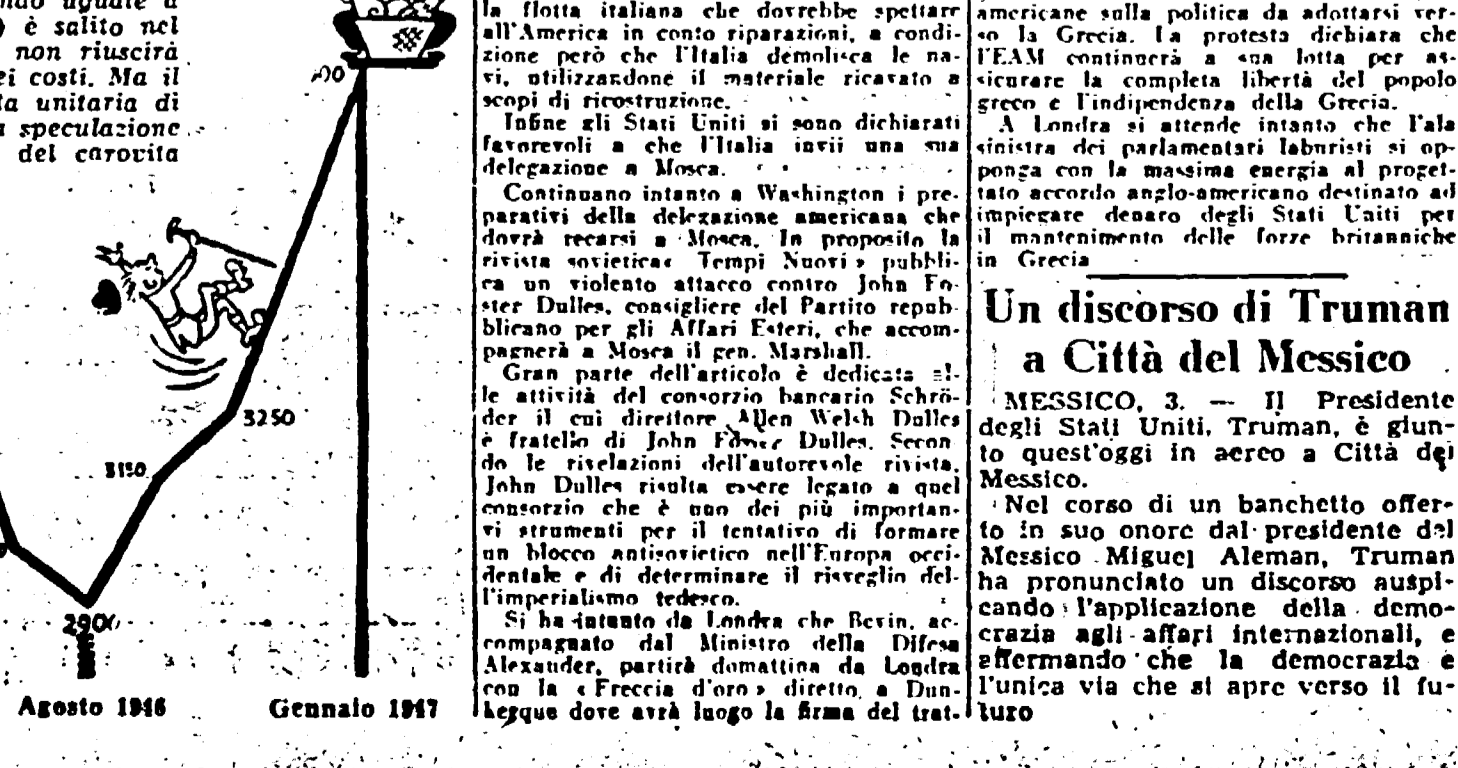 ndo uguale a
è salito nel
non riuscirà
ei costi. Ma il
ta unitaria di
a speculazione
del carovita
3250
3150
290
Agosto 1946
Gennaio 1947
la flotta italiana che dovrebbe spettare
all'America in conto riparazioni, a condi-
zione però che l'Italia demolisca le na-
vi, utilizzandone il materiale ricavato a
scopi di ricostruzione.
Infine gli Stati Uniti si sono dichiarati
favorevoli a che l'Italia invii una sua
delegazione a Mosca.
Continuano intanto a Washington i pre-
parativi della delegazione americana che
dovrà recarsi a Mosca. In proposito la
rivista sovietica « Tempi Nuovi » pubbli-
ca un violento attacco contro John Fo-
ster Dulles, consigliere del Partito repub-
blicano per gli Affari Esteri, che accom-
pagnerà a Mosca il gen. Marshall.
Gran parte dell'articolo è dedicata al-
le attività del consorzio bancario Schrö-
der il cui direttore Allen Welsh Dulles
è fratello di John Foster Dulles. Secon
do le rivelazioni dell'autorevole rivista,
John Dulles risulta essere legato a quel
consorzio che è uno dei più importan-
vi strumenti per il tentativo di formare
un blocco antisovietico nell'Europa occi-
dentale e di determinare il risveglio del-
l'imperialismo tedesco.
Si ha intanto da Londra che Bevin, ac-
compagnato dal Ministro della Difesa
Alexander, partirà domattina da Londra
con la « Freccia d'oro » diretto a Dun-
kerque dove avrà luogo la firma del trat-
americane sulla politica da adottarsi ver-
so la Grecia. La protesta dichiara che
l'EAM continuerà a sua lotta per as-
sicurare la completa libertà del popolo
greco e l'indipendenza della Grecia.
A Londra si attende intanto che l'ala
sinistra dei parlamentari laburisti si op-
ponga con la massima energia al proget-
tato accordo anglo-americano destinato ad
impiegare denaro degli Stati Uniti per
il mantenimento delle forze britanniche
in Grecia
Un discorso di Truman
a Città del Messico
MESSICO, 3. — Il Presidente
degli Stati Uniti, Truman, è giun-
to quest'oggi in aereo a Città del
Messico.
Nel corso di un banchetto offer-
to in suo onore dal presidente del
Messico Miguel Aleman, Truman
ha pronunciato un discorso auspi-
cando l'applicazione della demo-
crazia agli affari internazionali, e
affermando che la democrazia è
l'unica via che si apre verso il fu-
turo